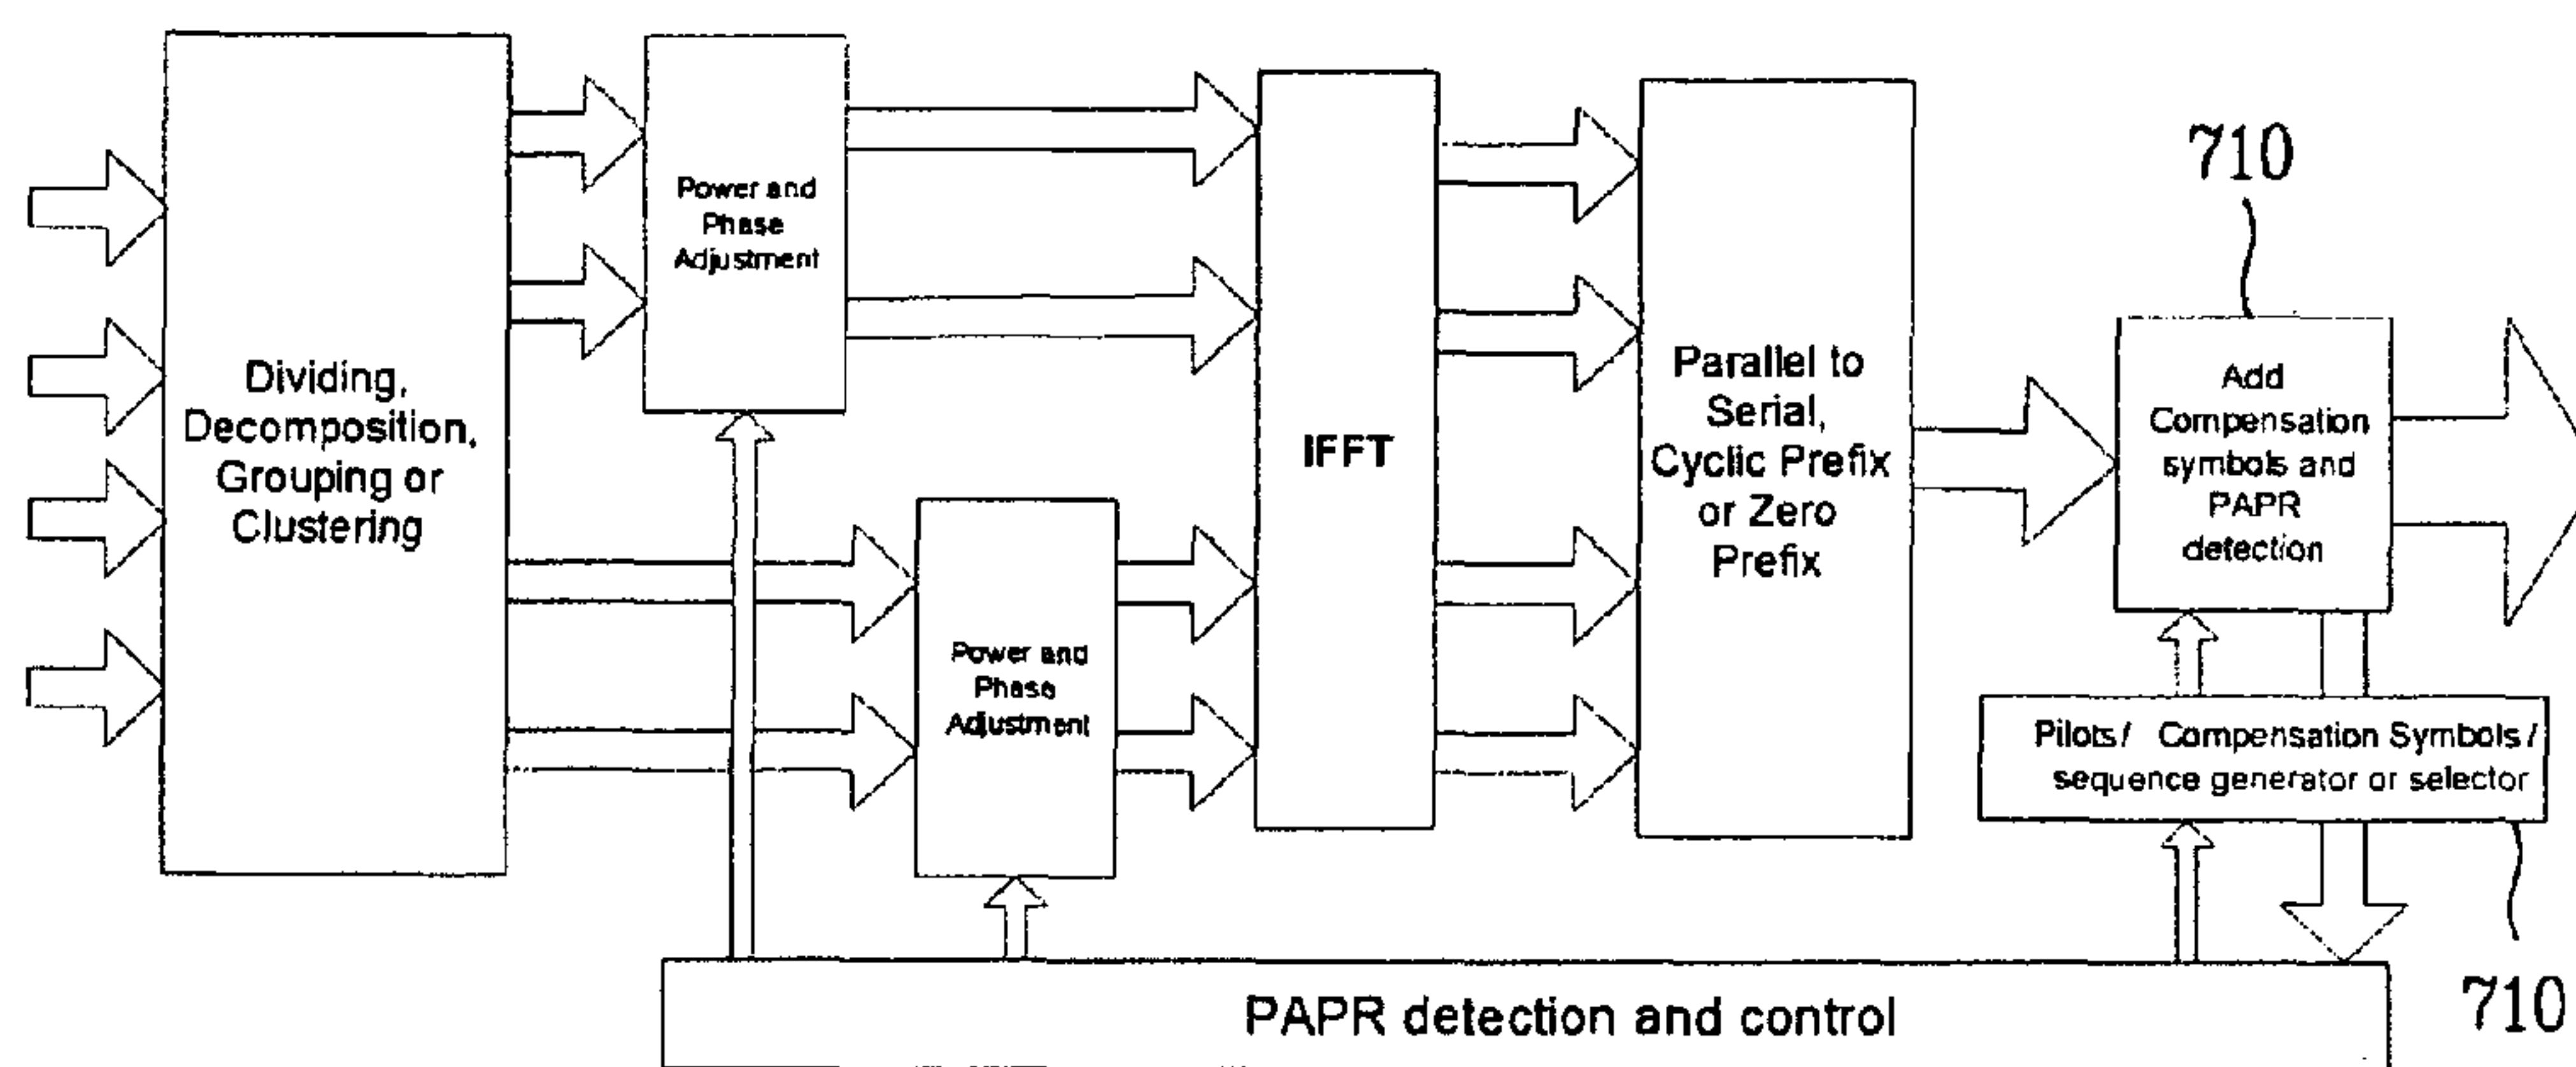 Dividing,
Decomposition,
Grouping or
Clustering
Power and
Phase
Adjustment
Power and
Phase
Adjustment
IFFT
Parallel to
Serial,
Cyclic Prefix
or Zero
Prefix
710
Add
Compensation
symbols and
PAPR
detection
Pilots/ Compensation Symbols/
sequence generator or selector
710
PAPR detection and control